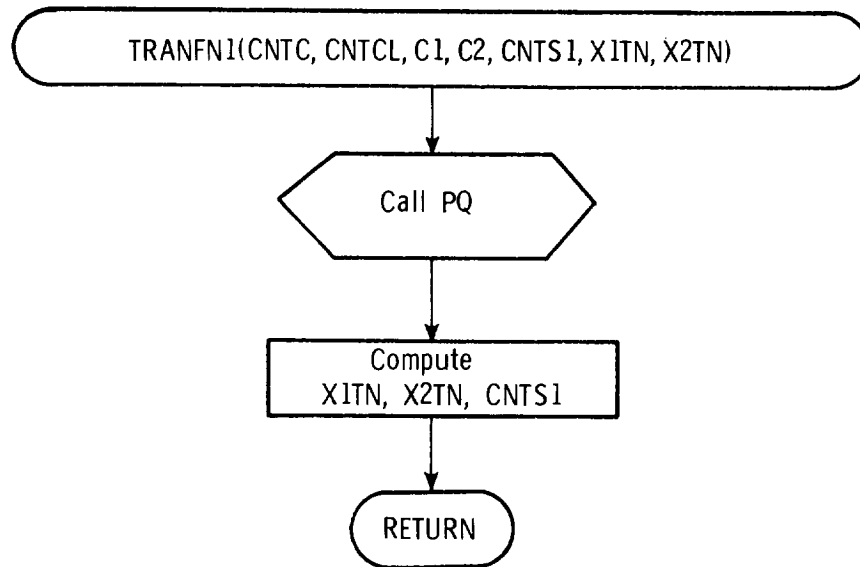 TRANFN1(CNTC, CNTCL, C1, C2, CNTS1, X1TN, X2TN)
Call PQ
Compute
X1TN, X2TN, CNTS1
RETURN